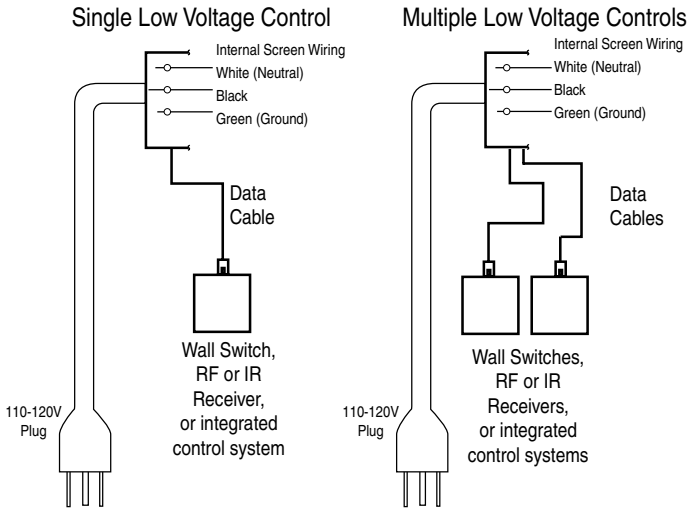 Single Low Voltage Control
Internal Screen Wiring
White (Neutral)
Black
Green (Ground)
Data
Cable
Wall Switch,
RF or IR
Receiver,
or integrated
control system
110-120V
Plug
Multiple Low Voltage Controls
Internal Screen Wiring
White (Neutral)
Black
Green (Ground)
Data
Cables
Wall Switches,
RF or IR
Receivers,
or integrated
control systems
110-120V
Plug